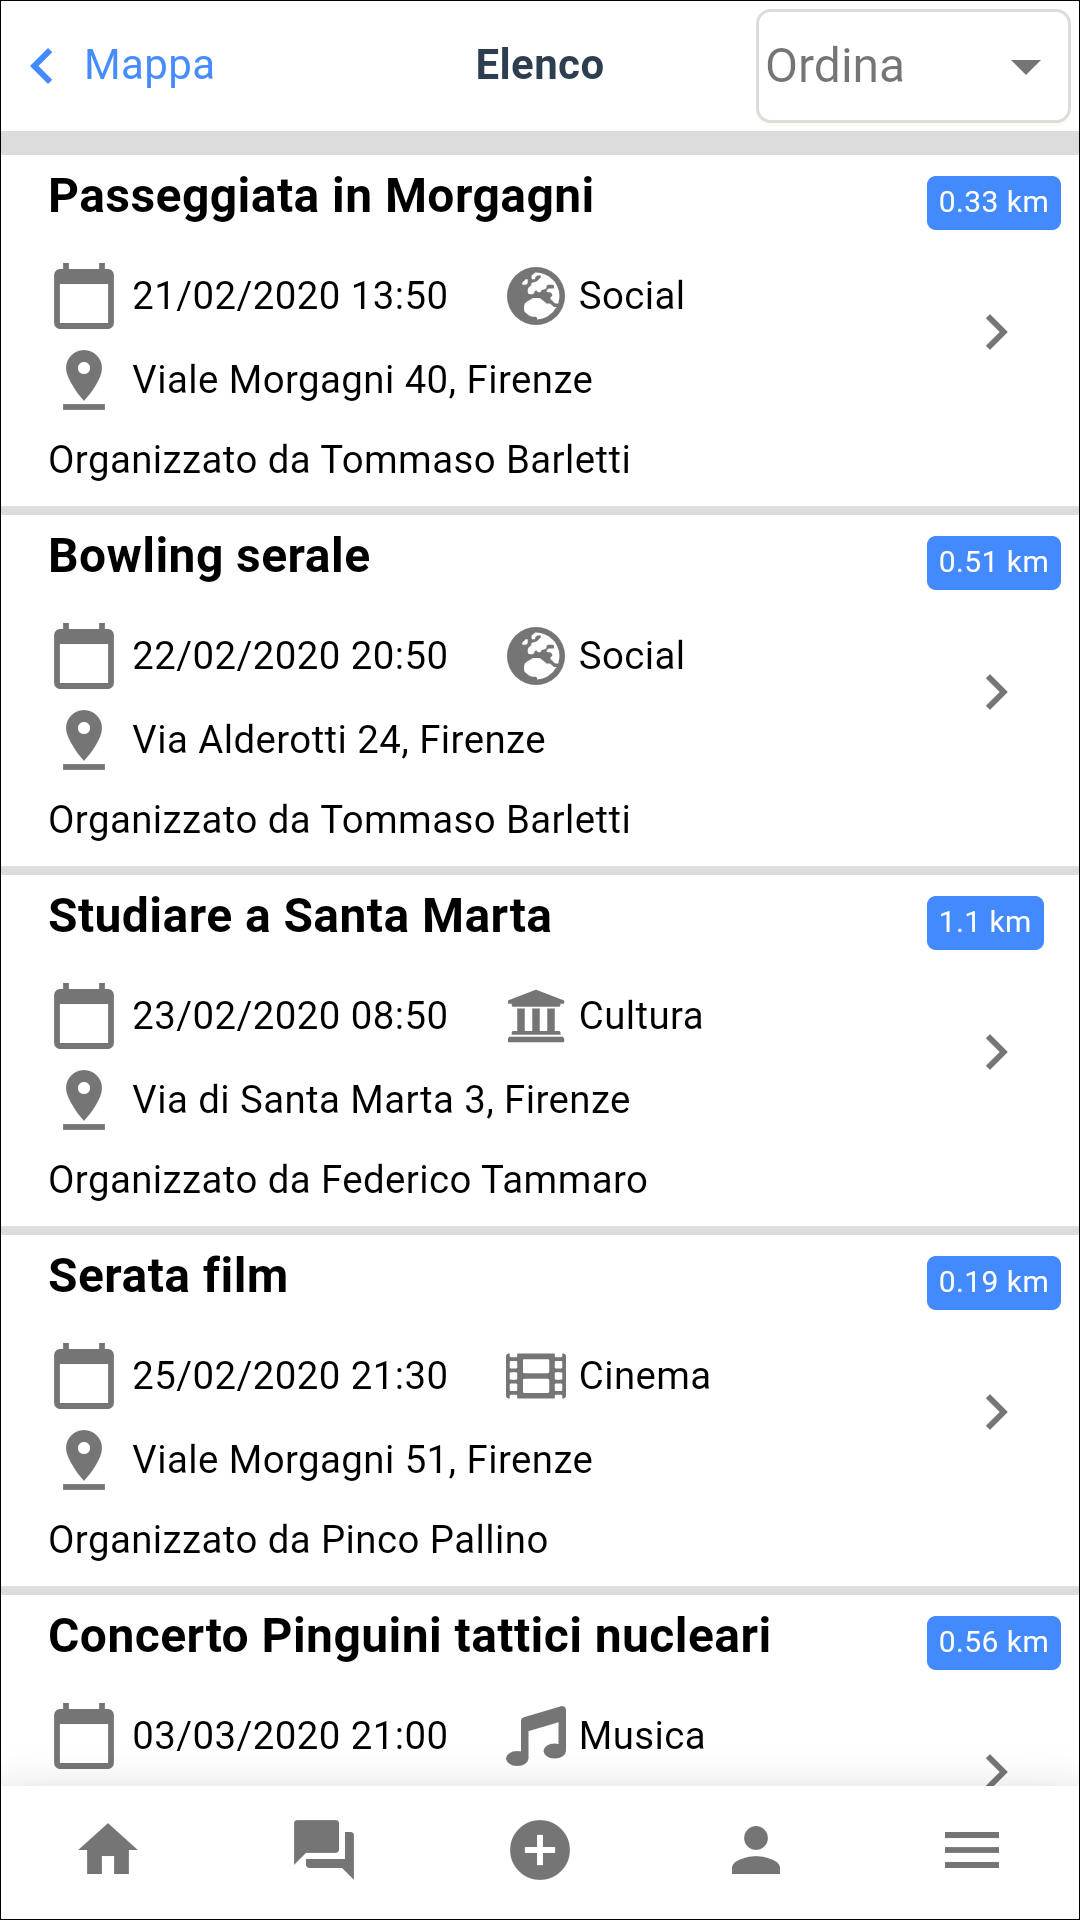 Mappa
Elenco
Ordina
Passeggiata in Morgagni
0.33 km
21/02/2020 13:50
Social
Viale Morgagni 40, Firenze
Organizzato da Tommaso Barletti
Bowling serale
0.51 km
22/02/2020 20:50
Social
Via Alderotti 24, Firenze
Organizzato da Tommaso Barletti
Studiare a Santa Marta
1.1 km
23/02/2020 08:50
Cultura
Via di Santa Marta 3, Firenze
Organizzato da Federico Tammaro
Serata film
0.19 km
25/02/2020 21:30
Cinema
Viale Morgagni 51, Firenze
Organizzato da Pinco Pallino
Concerto Pinguini tattici nucleari
0.56 km
03/03/2020 21:00
Musica